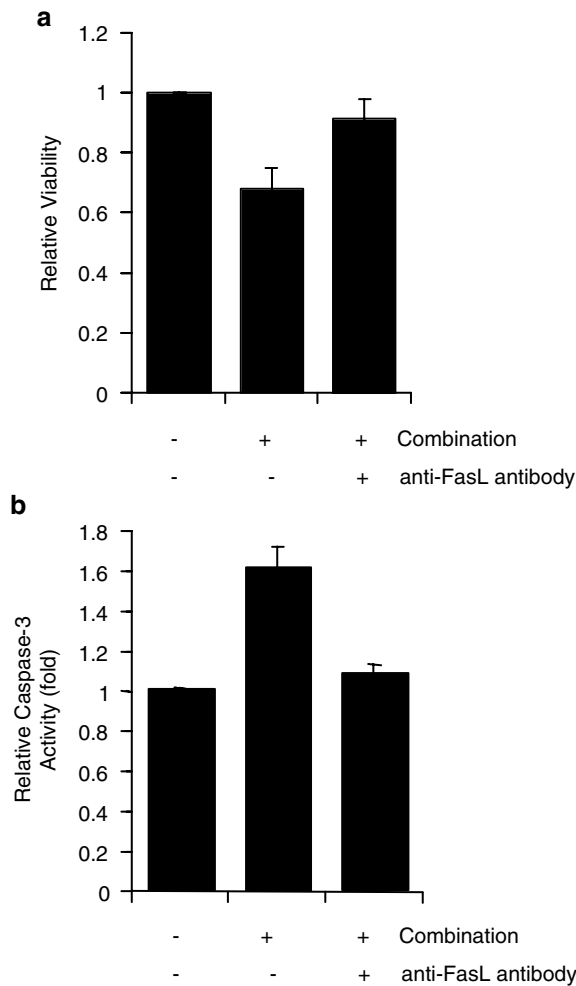 a
1.2
1
0.8
0.6
0.4
0.2
0
Relative Viability
- + + Combination
- - + anti-FasL antibody
b
1.8
1.6
1.4
1.2
1
0.8
0.6
0.4
0.2
0
Relative Caspase-3
Activity (fold)
- + + Combination
- - + anti-FasL antibody